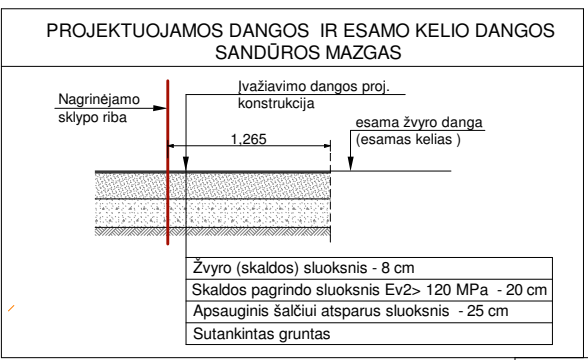 PROJEKTUOJAMOS DANGOS IR ESAMO KELIO DANGOS
SANDŪROS MAZGAS
Nagrinėjamo
sklypo riba
Įvažiavimo dangos proj.
konstrukcija
esama žvyro danga
(esamas kelias )
1,265
Žvyro (skaldos) sluoksnis - 8 cm
Skaldos pagrindo sluoksnis Ev2> 120 MPa - 20 cm
Apsauginis šalčiui atsparus sluoksnis - 25 cm
Sutankintas gruntas